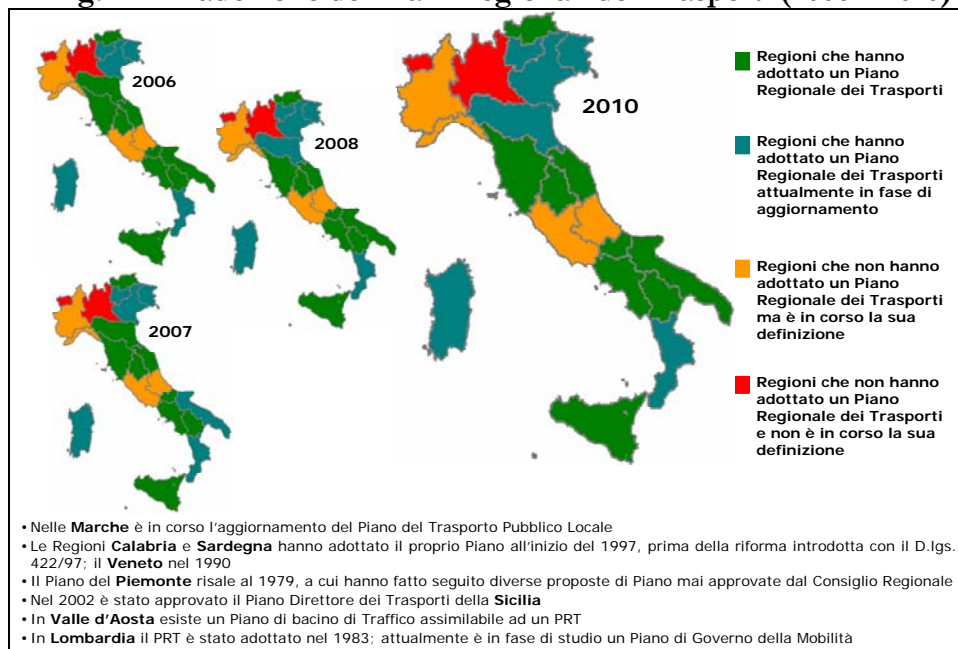 Regionali dei Trasporti
2006
2008
2010
2007
Regioni che hanno
adottato un Piano
Regionale dei Trasporti
Regioni che hanno
adottato un Piano
Regionale dei Trasporti
attualmente in fase di
aggiornamento
Regioni che non hanno
adottato un Piano
Regionale dei Trasporti
ma è in corso la sua
definizione
Regioni che non hanno
adottato un Piano
Regionale dei Trasporti
e non è in corso la sua
definizione
• Nelle Marche è in corso l'aggiornamento del Piano del Trasporto Pubblico Locale
• Le Regioni Calabria e Sardegna hanno adottato il proprio Piano all'inizio del 1997, prima della riforma introdotta con il D.lgs.
422/97; il Veneto nel 1990
• Il Piano del Piemonte risale al 1979, a cui hanno fatto seguito diverse proposte di Piano mai approvate dal Consiglio Regionale
• Nel 2002 è stato approvato il Piano Direttore dei Trasporti della Sicilia
• In Valle d'Aosta esiste un Piano di bacino di Traffico assimilabile ad un PRT
• In Lombardia il PRT è stato adottato nel 1983; attualmente è in fase di studio un Piano di Governo della Mobilità